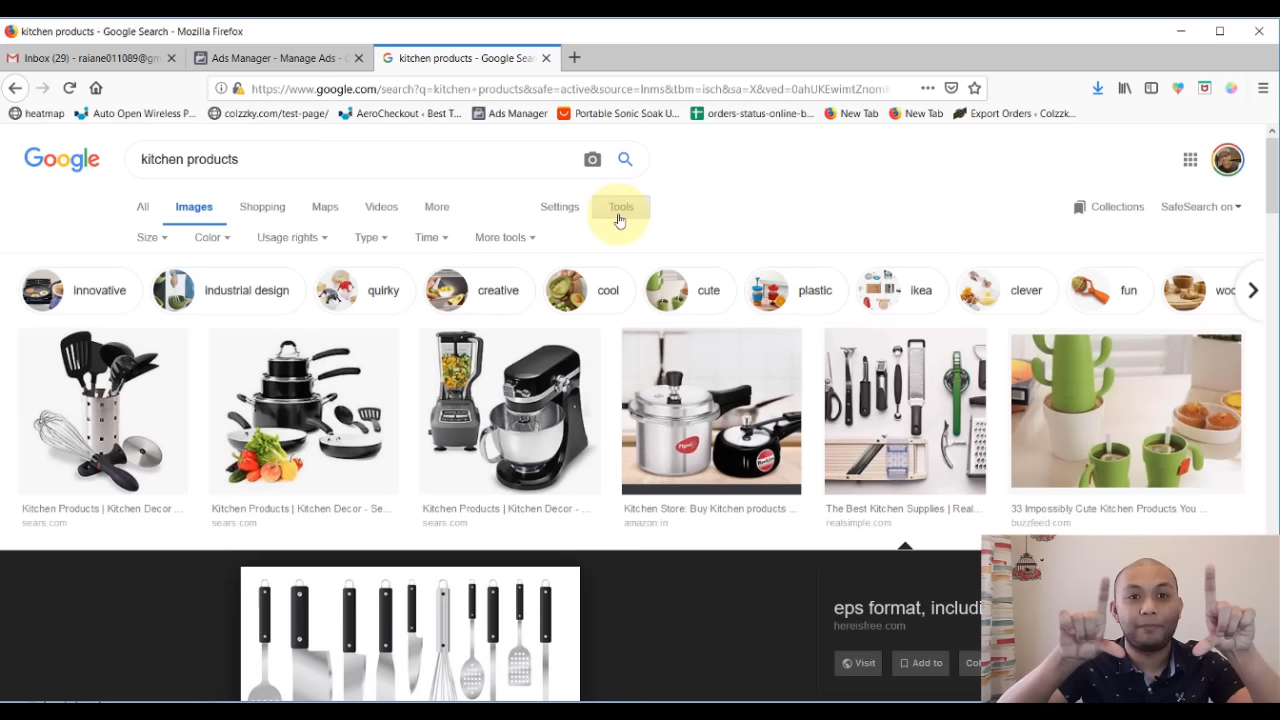 kitchen products - Google Search - Mozilla Firefox
Inbox (29) - raiane011089@gm
Ads Manager - Manage Ads - C
kitchen products - Google Sear
https://www.google.com/search?q=kitchen+products&safe=active&source=lnms&tbm=isch&sa=X&ved=0ahUKEwimtZnomf
heatmap
Auto Open Wireless P...
colzzky.com/test-page/
AeroCheckout ‹ Best T...
Ads Manager
Portable Sonic Soak U...
orders-status-online-b...
New Tab
New Tab
Export Orders ‹ Colzzk...
Google
kitchen products
All
Images
Shopping
Maps
Videos
More
Settings
Tools
Collections
SafeSearch on
Size
Color
Usage rights
Type
Time
More tools
innovative
industrial design
quirky
creative
cool
cute
plastic
ikea
clever
fun
woo
Kitchen Products | Kitchen Decor ...
sears.com
Kitchen Products | Kitchen Decor - Se...
sears.com
Kitchen Products | Kitchen Decor - ...
sears.com
Kitchen Store: Buy Kitchen products ...
amazon.in
The Best Kitchen Supplies | Real...
realsimple.com
33 Impossibly Cute Kitchen Products You ...
buzzfeed.com
eps format, includi
hereisfree.com
Visit
Add to
Col